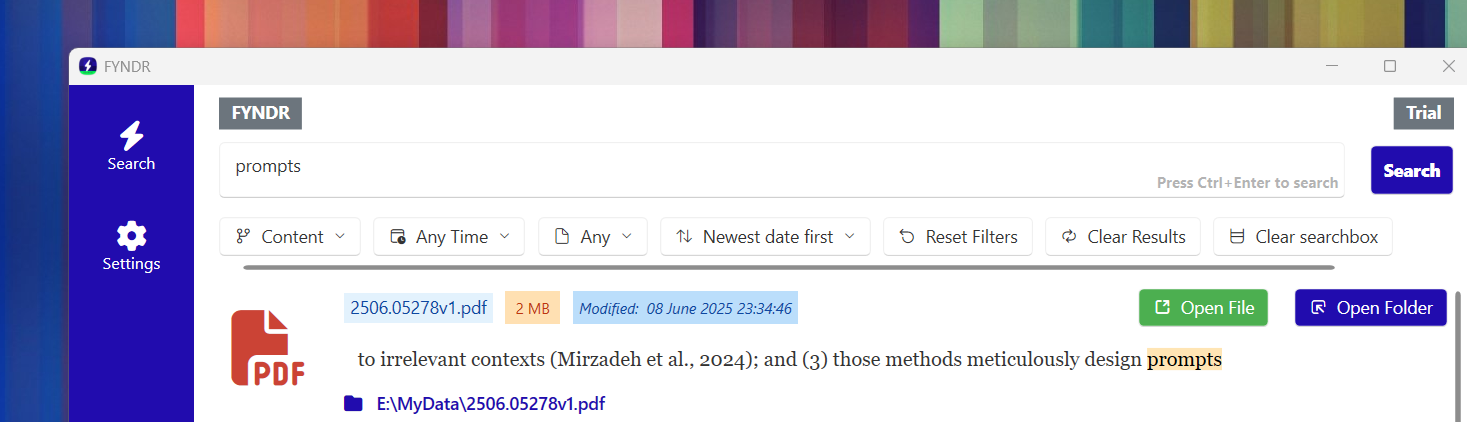 FYNDR
FYNDR
Trial
Search
prompts
Press Ctrl+Enter to search
Search
Settings
Content
Any Time
Any
Newest date first
Reset Filters
Clear Results
Clear searchbox
2506.05278v1.pdf
2 MB
Modified: 08 June 2025 23:34:46
Open File
Open Folder
PDF
to irrelevant contexts (Mirzadeh et al., 2024); and (3) those methods meticulously design prompts
E:\MyData\2506.05278v1.pdf